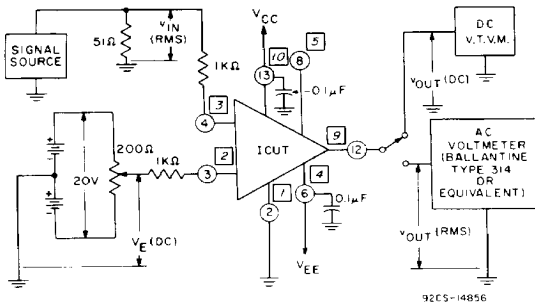 SIGNAL
SOURCE
51Ω
VIN
(RMS)
1KΩ
VCC
10
13
5
8
0.1μF
3
4
ICUT
9
12
2
3
1
2
4
6
0.1μF
VEE
200Ω
1KΩ
20V
VE (DC)
DC
V.T.V.M.
VOUT (DC)
AC
VOLTMETER
(BALLANTINE
TYPE 314
OR
EQUIVALENT)
VOUT (RMS)
92CS-14856